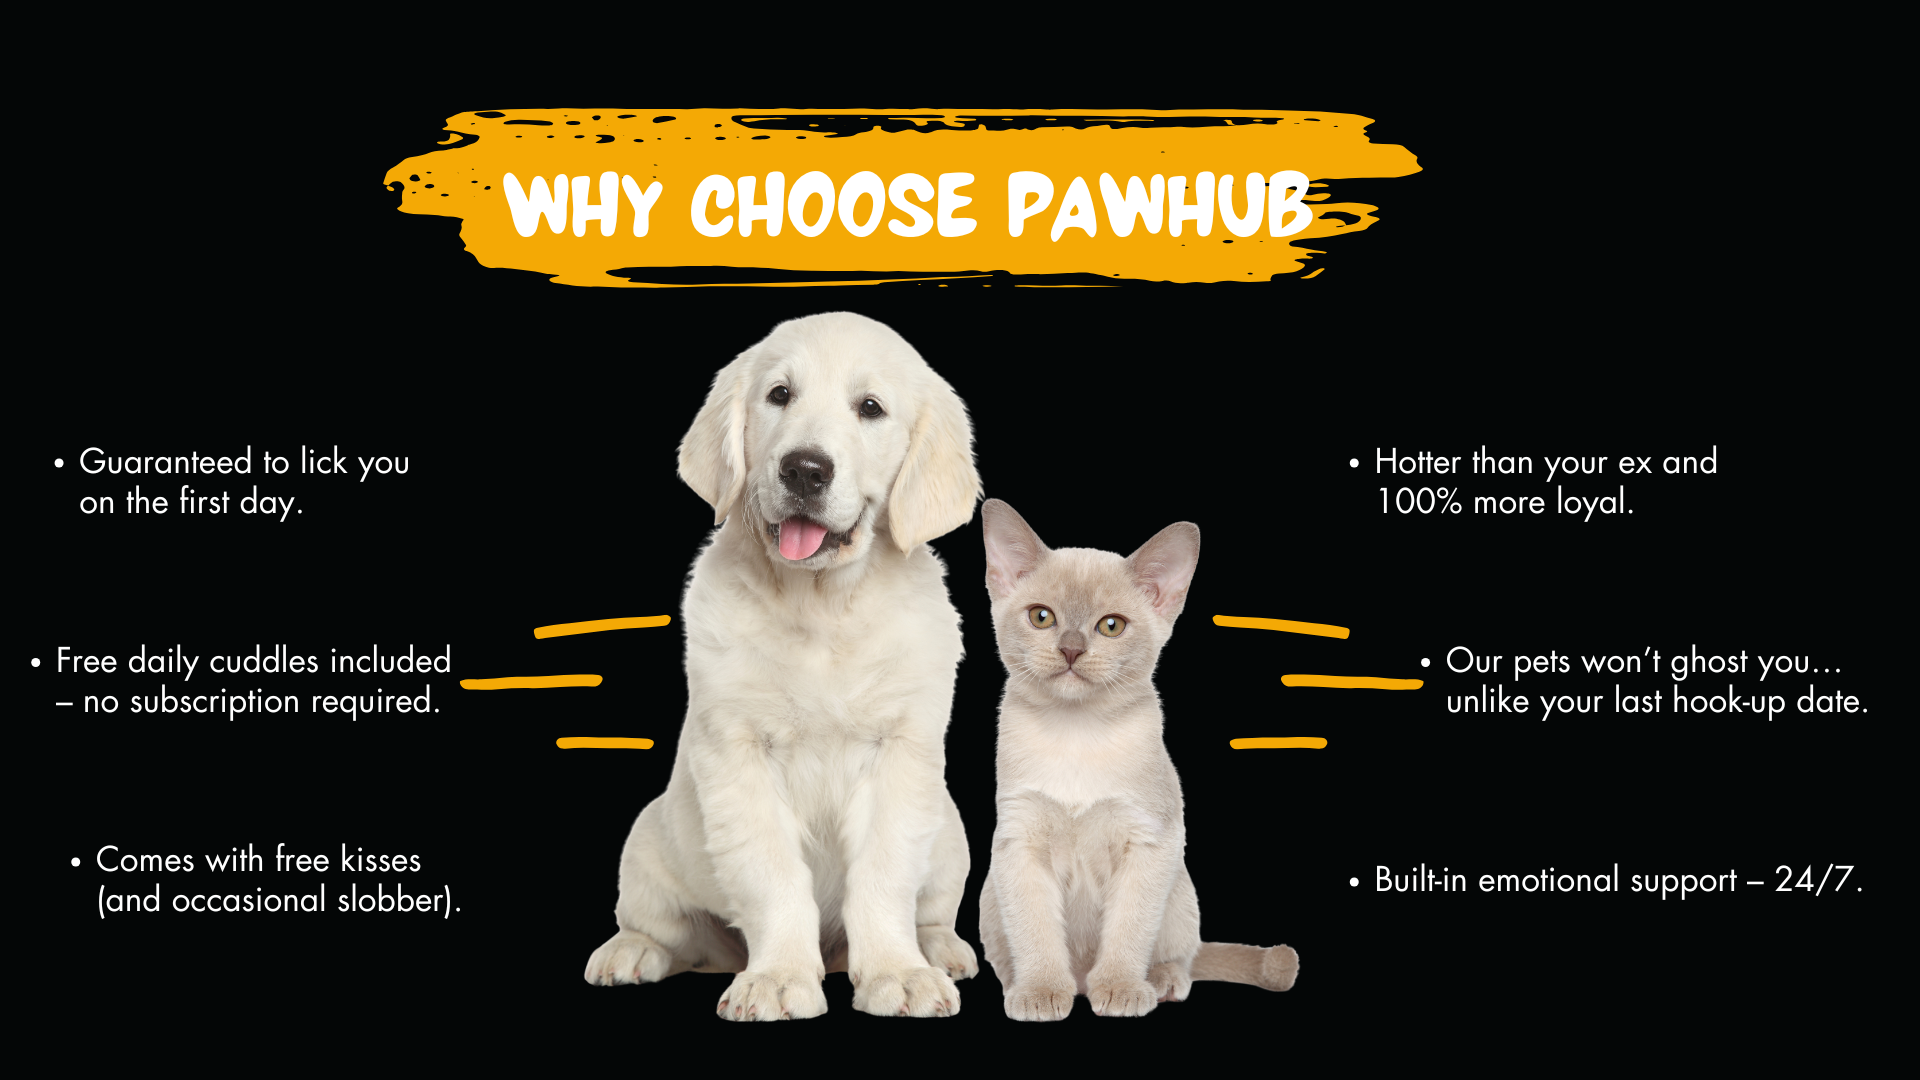 WHY CHOOSE PAWHUB
• Guaranteed to lick you
on the first day.
• Free daily cuddles included
– no subscription required.
• Comes with free kisses
(and occasional slobber).
• Hotter than your ex and
100% more loyal.
• Our pets won’t ghost you...
unlike your last hook-up date.
• Built-in emotional support – 24/7.